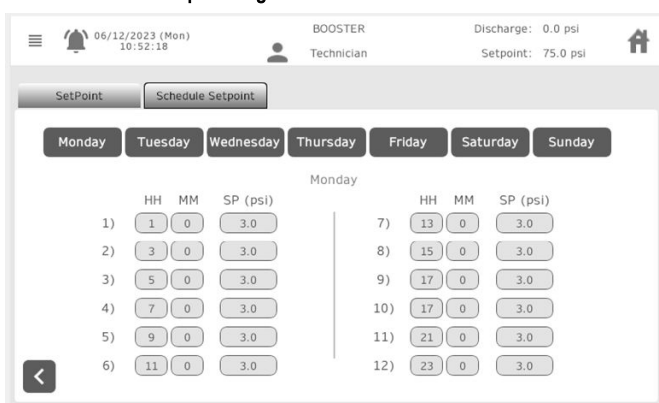 06/12/2023 (Mon)
10:52:18
BOOSTER
Technician
Discharge: 0.0 psi
Setpoint: 75.0 psi
SetPoint
Schedule Setpoint
Monday Tuesday Wednesday Thursday Friday Saturday Sunday
Monday
HH MM SP (psi)
1) 1 0 3.0
2) 3 0 3.0
3) 5 0 3.0
4) 7 0 3.0
5) 9 0 3.0
6) 11 0 3.0
HH MM SP (psi)
7) 13 0 3.0
8) 15 0 3.0
9) 17 0 3.0
10) 17 0 3.0
11) 21 0 3.0
12) 23 0 3.0